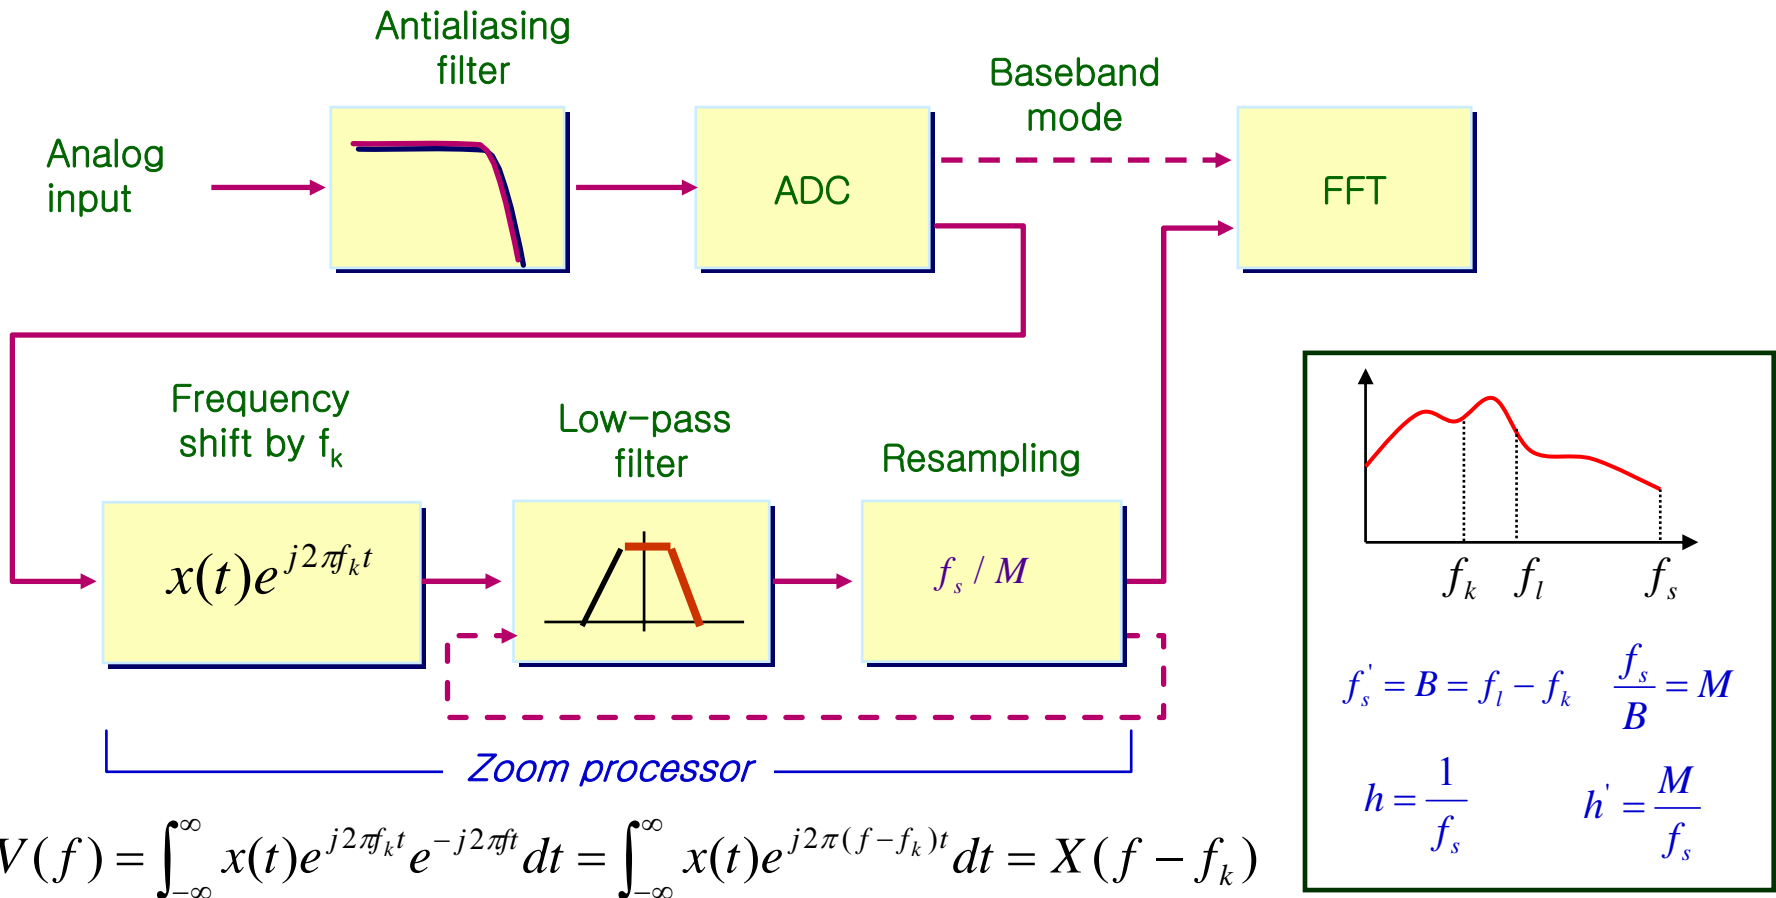 Antialiasing
filter
Baseband
mode
Analog
input
ADC
FFT
Frequency
shift by f_k
Low-pass
filter
Resampling
x(t)e^{j2πf_k t}
f_s / M
Zoom processor
V(f) = ∫_{-∞}^{∞} x(t)e^{j2πf_k t} e^{-j2πft} dt = ∫_{-∞}^{∞} x(t)e^{j2π(f-f_k)t} dt = X(f - f_k)
f_k f_l f_s
f_s' = B = f_l - f_k f_s/B = M
h = 1/f_s h' = M/f_s